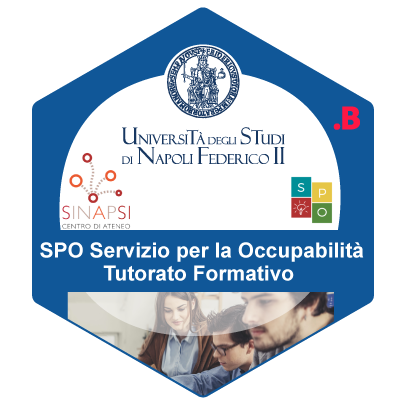 .B
UNIVERSITÀ DEGLI STUDI
DI NAPOLI FEDERICO II
SINAPSI
CENTRO DI ATENEO
S P
O
SPO Servizio per la Occupabilità
Tutorato Formativo